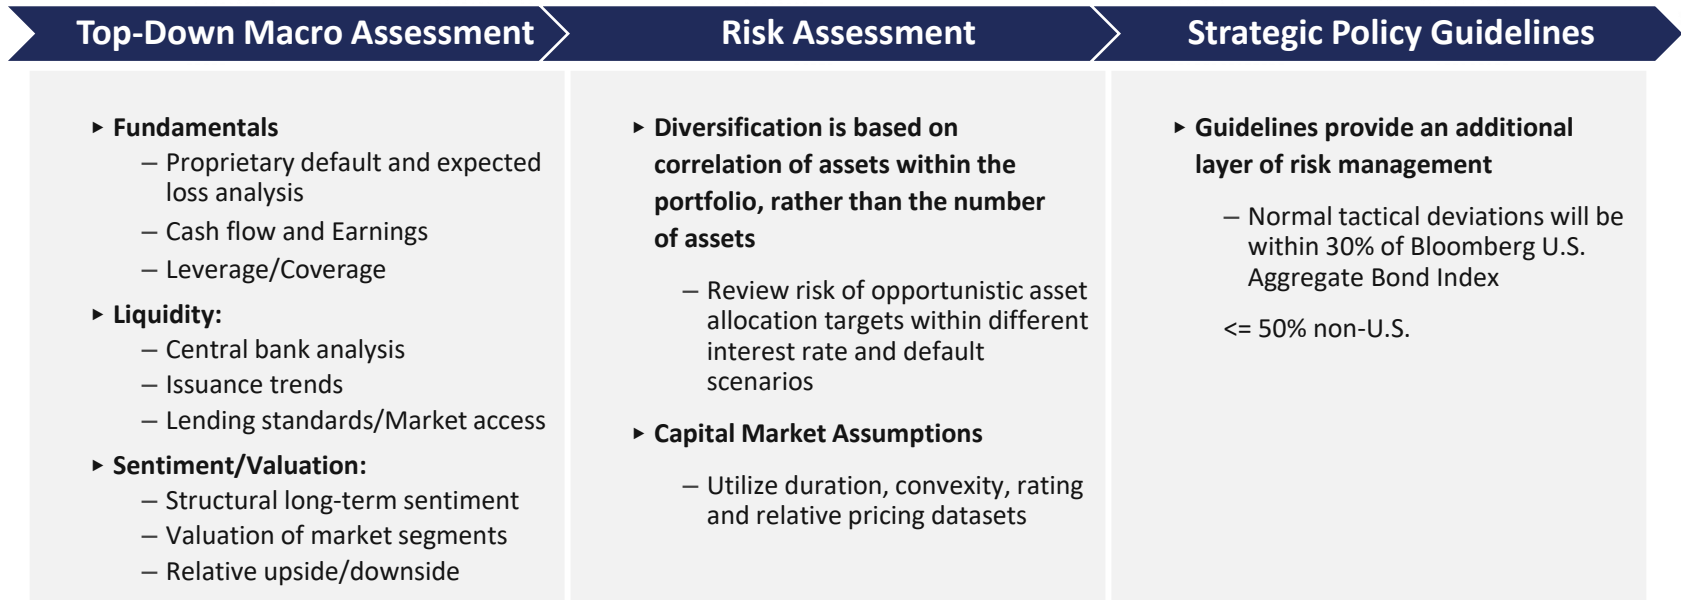 Top-Down Macro Assessment
Risk Assessment
Strategic Policy Guidelines
▸ Fundamentals
– Proprietary default and expected
loss analysis
– Cash flow and Earnings
– Leverage/Coverage
▸ Liquidity:
– Central bank analysis
– Issuance trends
– Lending standards/Market access
▸ Sentiment/Valuation:
– Structural long-term sentiment
– Valuation of market segments
– Relative upside/downside
▸ Diversification is based on
correlation of assets within the
portfolio, rather than the number
of assets
– Review risk of opportunistic asset
allocation targets within different
interest rate and default
scenarios
▸ Capital Market Assumptions
– Utilize duration, convexity, rating
and relative pricing datasets
▸ Guidelines provide an additional
layer of risk management
– Normal tactical deviations will be
within 30% of Bloomberg U.S.
Aggregate Bond Index
<= 50% non-U.S.